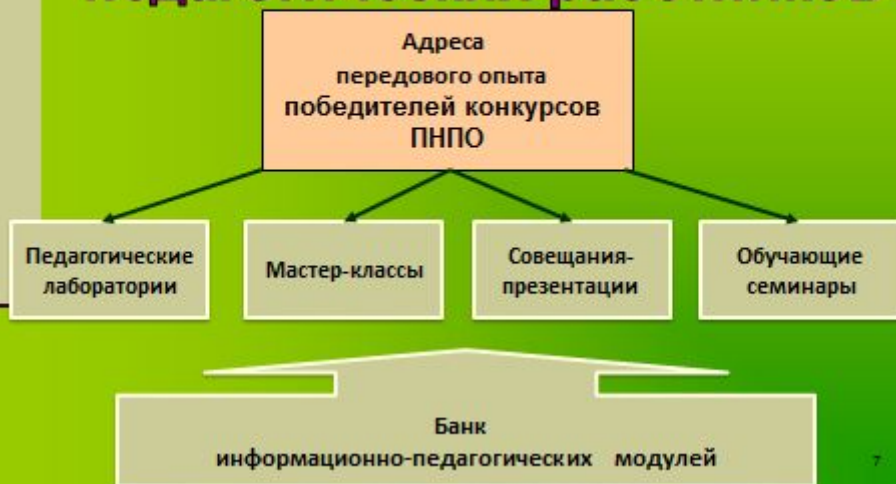 Адреса
передового опыта
победителей конкурсов
ПНПО
Педагогические
лаборатории
Мастер-классы
Совещания-
презентации
Обучающие
семинары
Банк
информационно-педагогических модулей
7